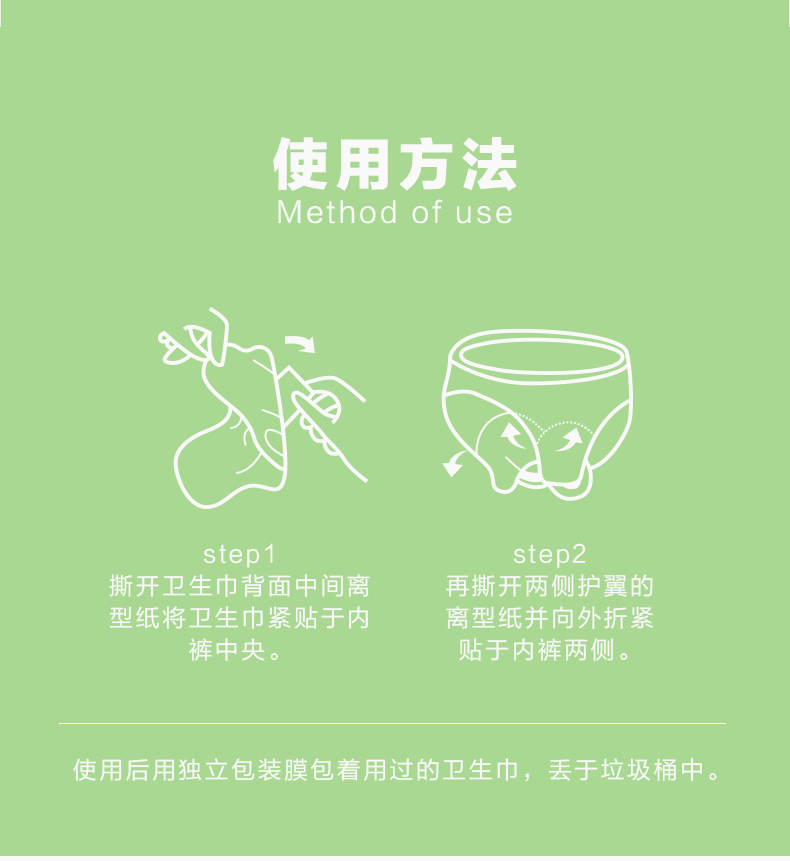 使用方法
Method of use
step1
撕开卫生巾背面中间离
型纸将卫生巾紧贴于内
裤中央。
step2
再撕开两侧护翼的
离型纸并向外折紧
贴于内裤两侧。
使用后用独立包装膜包着用过的卫生巾，丢于垃圾桶中。